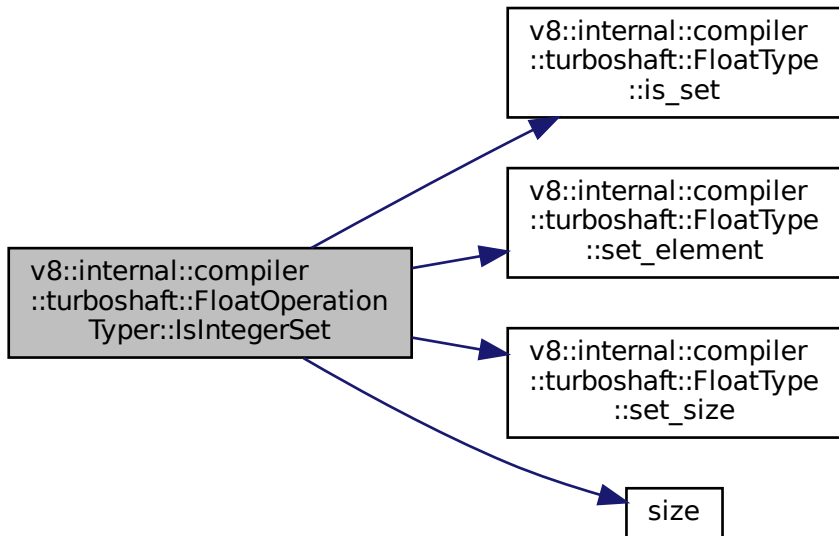 v8::internal::compiler
::turboshaft::FloatType
::is_set
v8::internal::compiler
::turboshaft::FloatType
::set_element
v8::internal::compiler
::turboshaft::FloatOperation
Typer::IsIntegerSet
v8::internal::compiler
::turboshaft::FloatType
::set_size
size